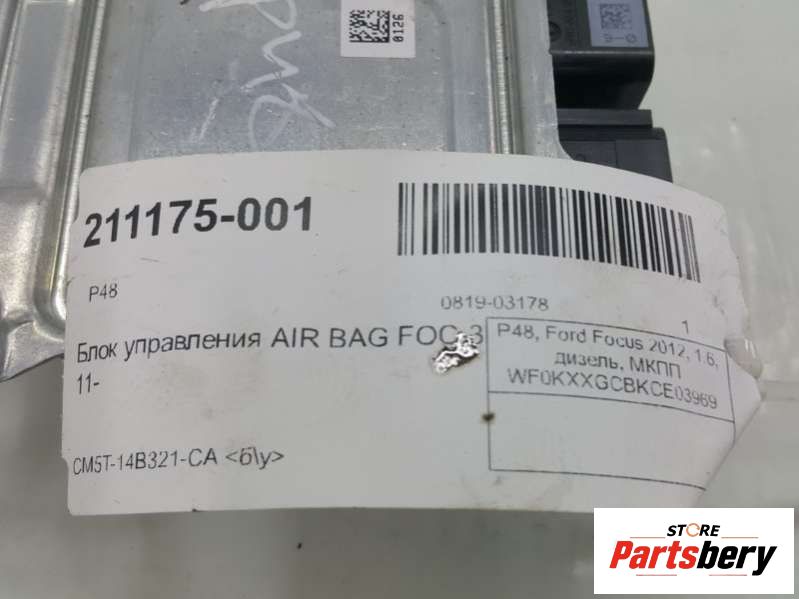 0126
211175-001
P48
0819-03178
1
Блок управления AIR BAG FOC 3
11-
P48, Ford Focus 2012, 1.6,
дизель, МКПП
WF0KXXGCBKCE03969
CM5T-14B321-CA <б\у>
STORE
Partsbery